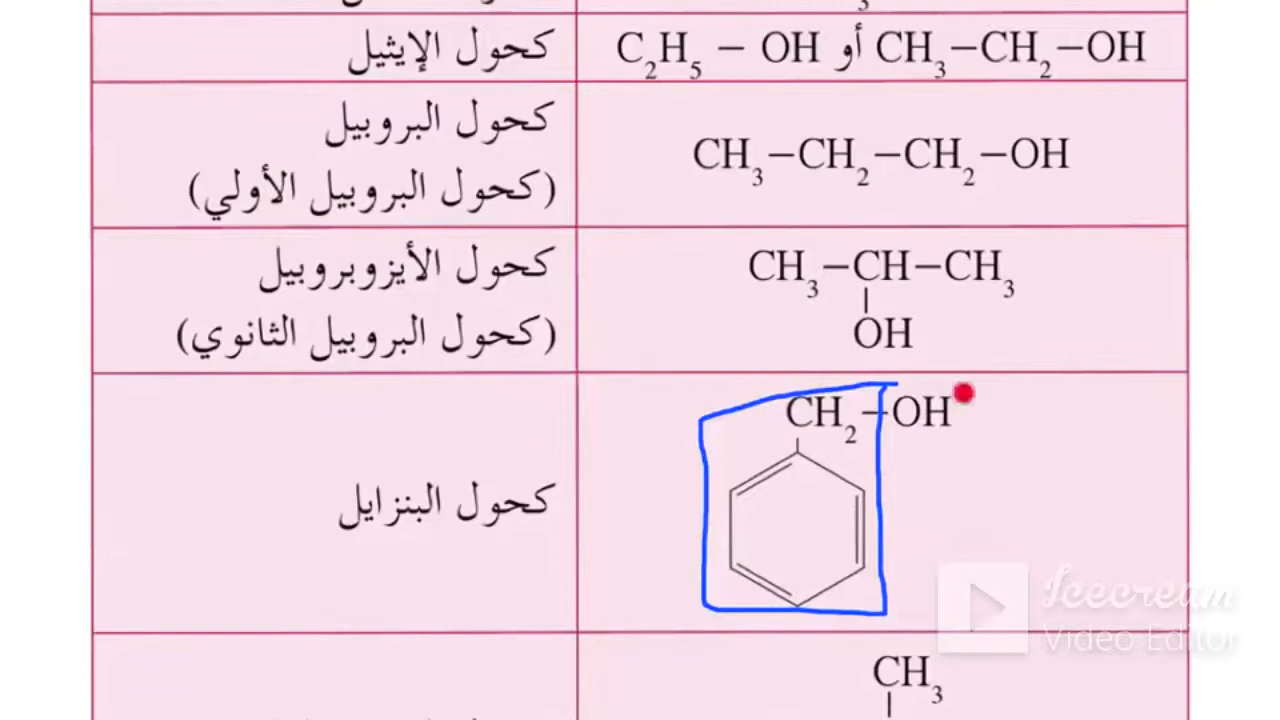 كحول الإيثيل
CH₃–CH₂–OH أو C₂H₅ – OH
كحول البروبيل
(كحول البروبيل الأولي)
CH₃–CH₂–CH₂–OH
كحول الأيزوبروبيل
(كحول البروبيل الثانوي)
CH₃–CH–CH₃
OH
كحول البنزايل
CH₂–OH
Icecream
Video Editor
CH₃